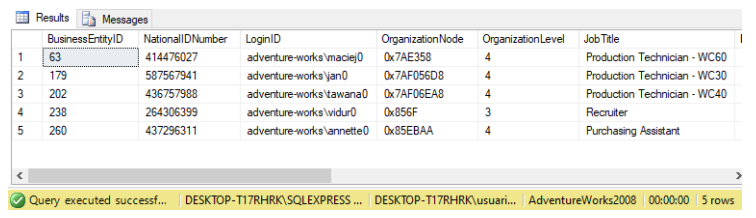 Results Messages
BusinessEntityID NationalIDNumber LoginID OrganizationNode OrganizationLevel JobTitle
1 63 414476027 adventure-works\maciej0 0x7AE358 4 Production Technician - WC60
2 179 587567941 adventure-works\jan0 0x7AF056D8 4 Production Technician - WC30
3 202 436757988 adventure-works\tawana0 0x7AF06EA8 4 Production Technician - WC40
4 238 264306399 adventure-works\vidur0 0x856F 3 Recruiter
5 260 437296311 adventure-works\annette0 0x85EBAA 4 Purchasing Assistant
Query executed successf... DESKTOP-T17RHRK\SQLEXPRESS ... DESKTOP-T17RHRK\usuari... AdventureWorks2008 00:00:00 5 rows